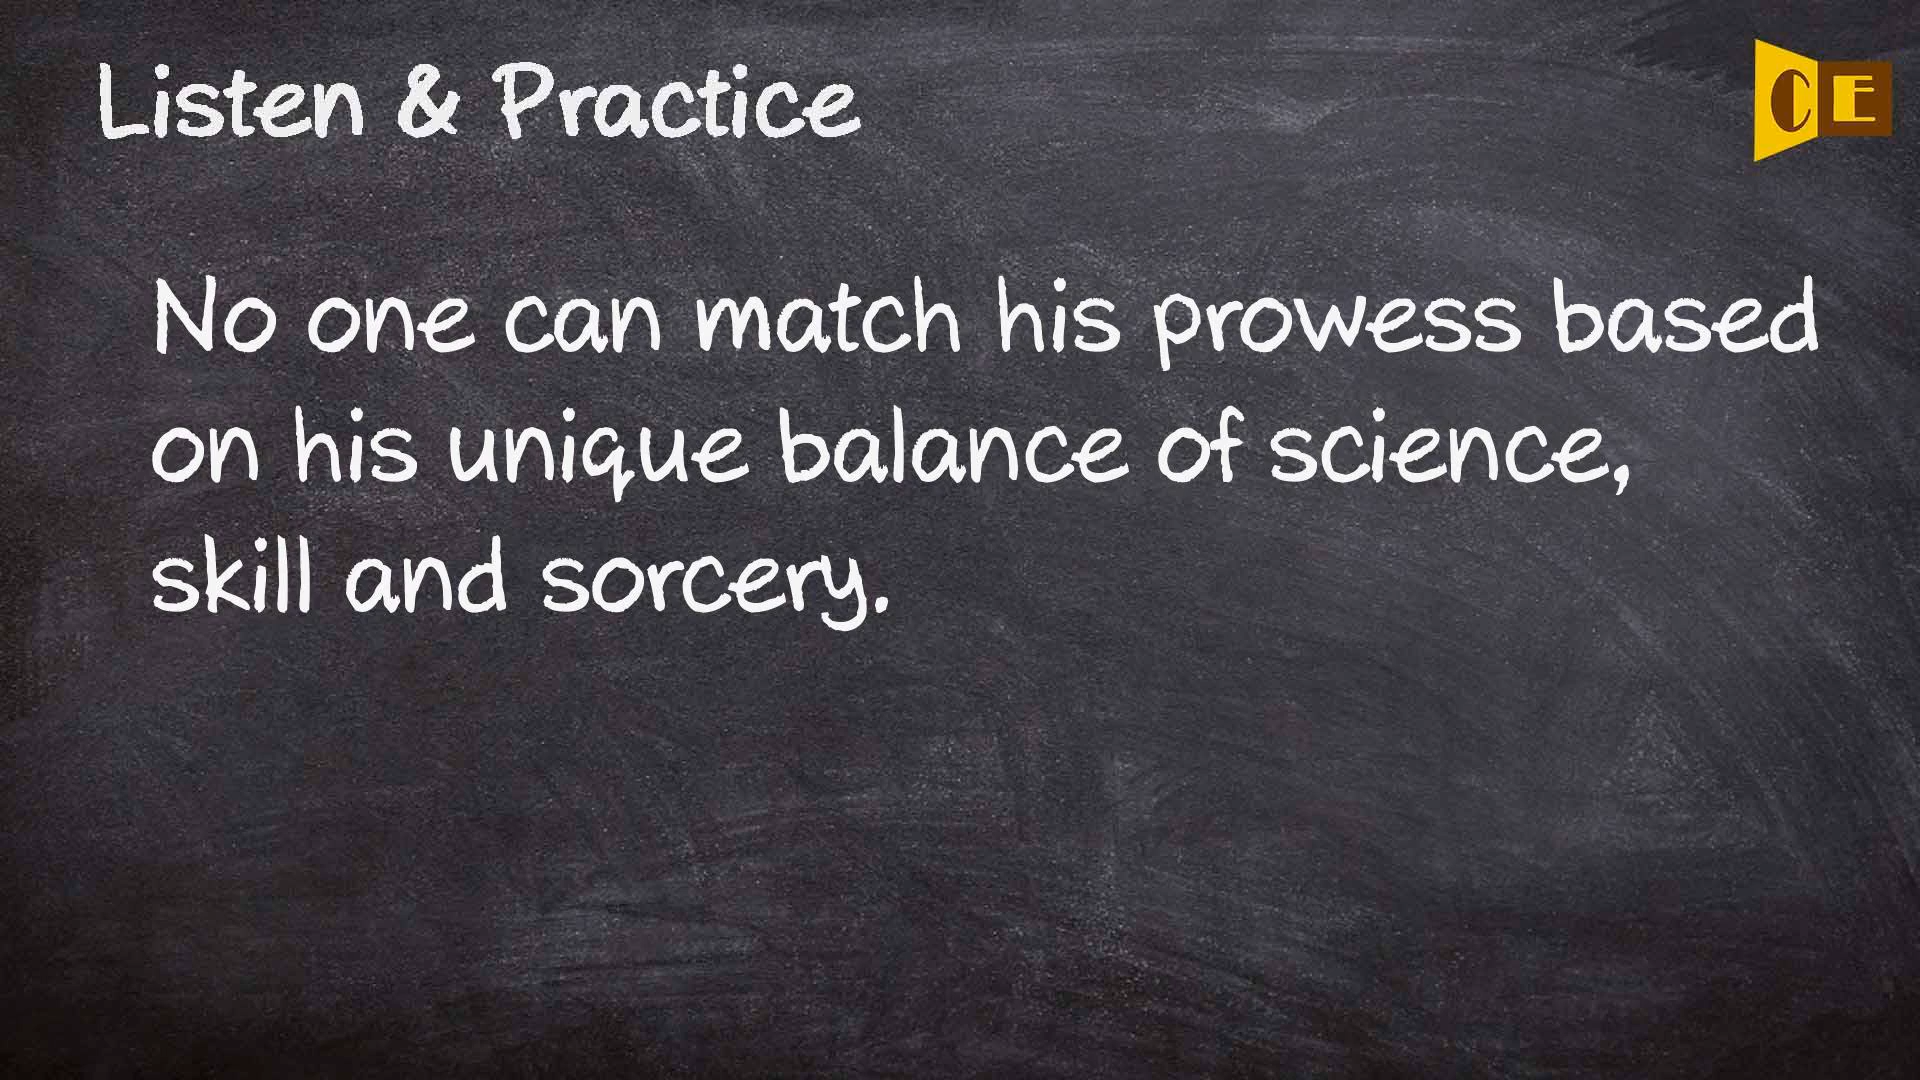 Listen & Practice
CE
No one can match his prowess based
on his unique balance of science,
skill and sorcery.